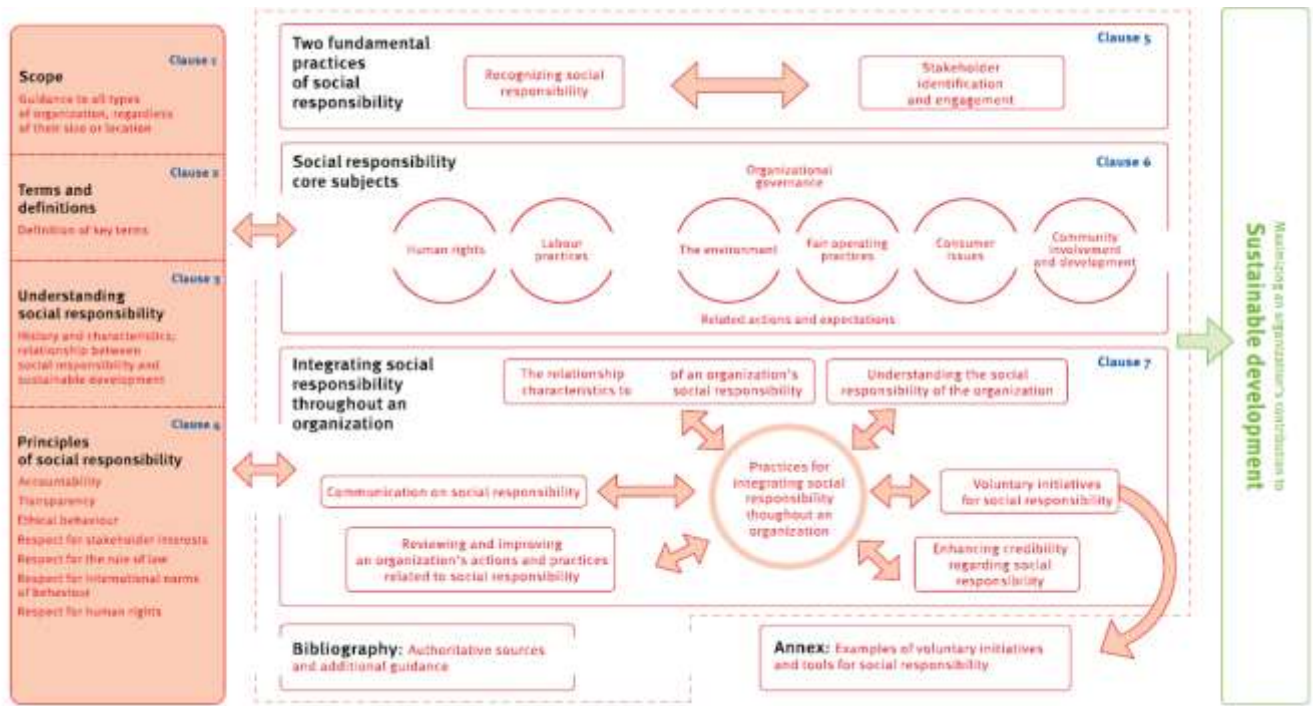 Clause 1
Scope
Guidance to all types
of organization, regardless
of their size or location
Clause 2
Terms and
definitions
Definition of key terms
Clause 3
Understanding
social responsibility
History and characteristics;
relationship between
social responsibility and
sustainable development
Clause 4
Principles
of social responsibility
Accountability
Transparency
Ethical behaviour
Respect for stakeholder interests
Respect for the rule of law
Respect for international norms
of behaviour
Respect for human rights
Two fundamental
practices
of social
responsibility
Clause 5
Recognizing social
responsibility
Stakeholder
identification
and engagement
Social responsibility
core subjects
Clause 6
Organizational
governance
Human rights
Labour
practices
The environment
Fair operating
practices
Consumer
issues
Community
involvement
and development
Related actions and expectations
Integrating social
responsibility
throughout an
organization
Clause 7
The relationship of an organization's
characteristics to social responsibility
Understanding the social
responsibility of the organization
Practices for
integrating social
responsibility
thoughout an
organization
Communication on social responsibility
Voluntary initiatives
for social responsibility
Reviewing and improving
an organization's actions and practices
related to social responsibility
Enhancing credibility
regarding social
responsibility
Bibliography: Authoritative sources
and additional guidance
Annex: Examples of voluntary initiatives
and tools for social responsibility
Maximizing an organization's contribution to
Sustainable development